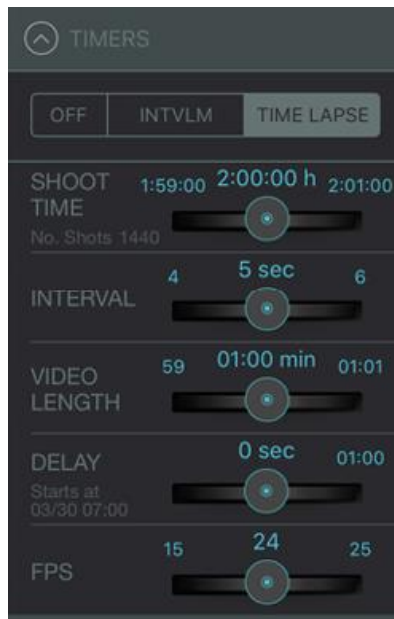 TIMERS
OFF INTVLM TIME LAPSE
SHOOT TIME 1:59:00 2:00:00 h 2:01:00
No. Shots 1440
INTERVAL 4 5 sec 6
VIDEO LENGTH 59 01:00 min 01:01
DELAY 0 sec 01:00
Starts at
03/30 07:00
FPS 15 24 25